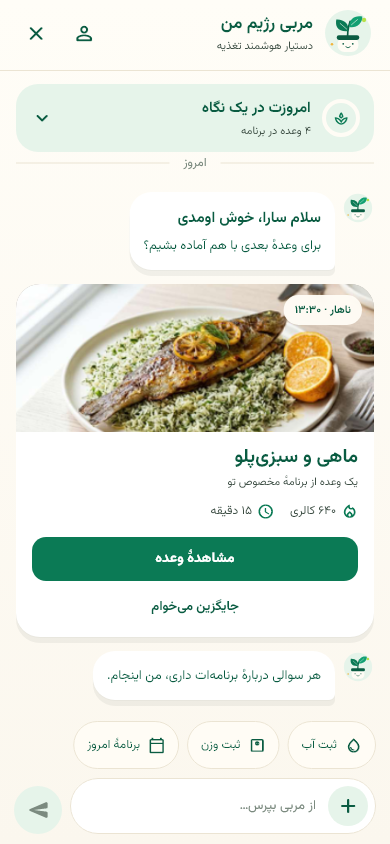 مربی رژیم من
دستیار هوشمند تغذیه
امروزت در یک نگاه
۴ وعده در برنامه
امروز
سلام سارا، خوش اومدی
برای وعدهٔ بعدی با هم آماده بشیم؟
ناهار · ۱۳:۳۰
ماهی و سبزی‌پلو
یک وعده از برنامهٔ مخصوص تو
۶۴۰ کالری
۱۵ دقیقه
مشاهدهٔ وعده
جایگزین می‌خوام
هر سوالی دربارهٔ برنامه‌ات داری، من اینجام.
ثبت آب
ثبت وزن
برنامهٔ امروز
از مربی بپرس...